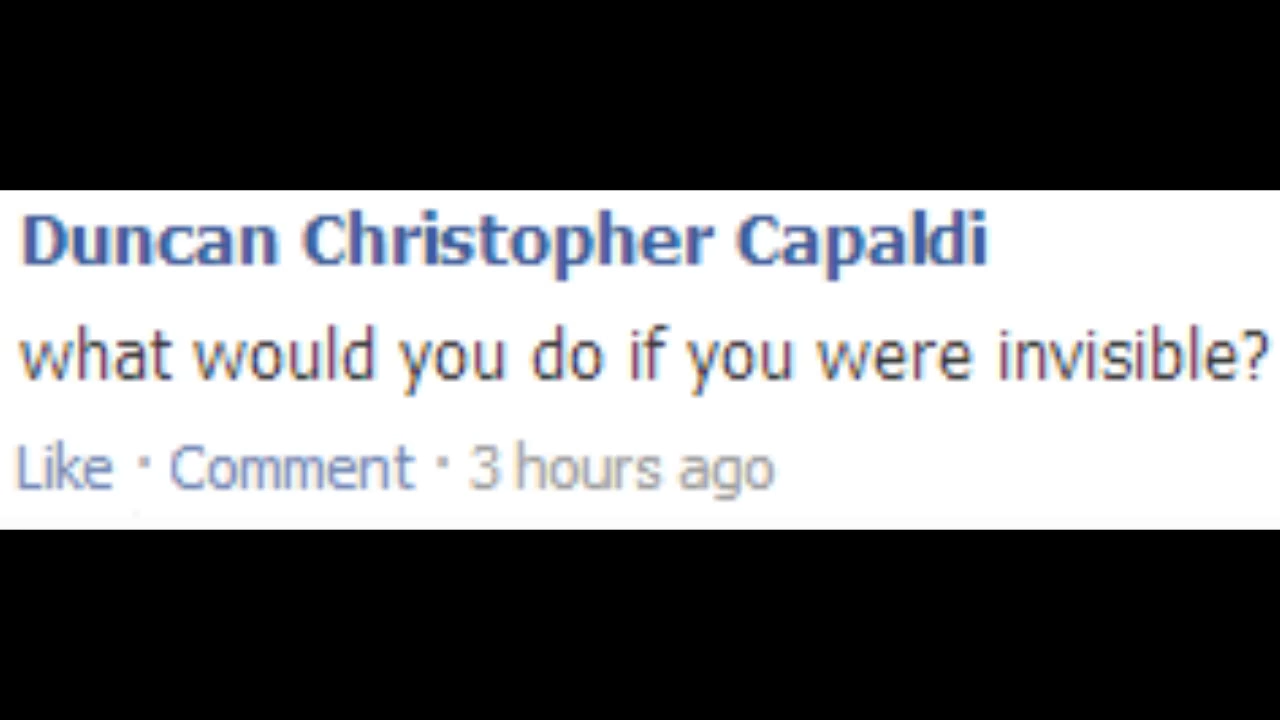 Duncan Christopher Capaldi
what would you do if you were invisible?
Like · Comment · 3 hours ago